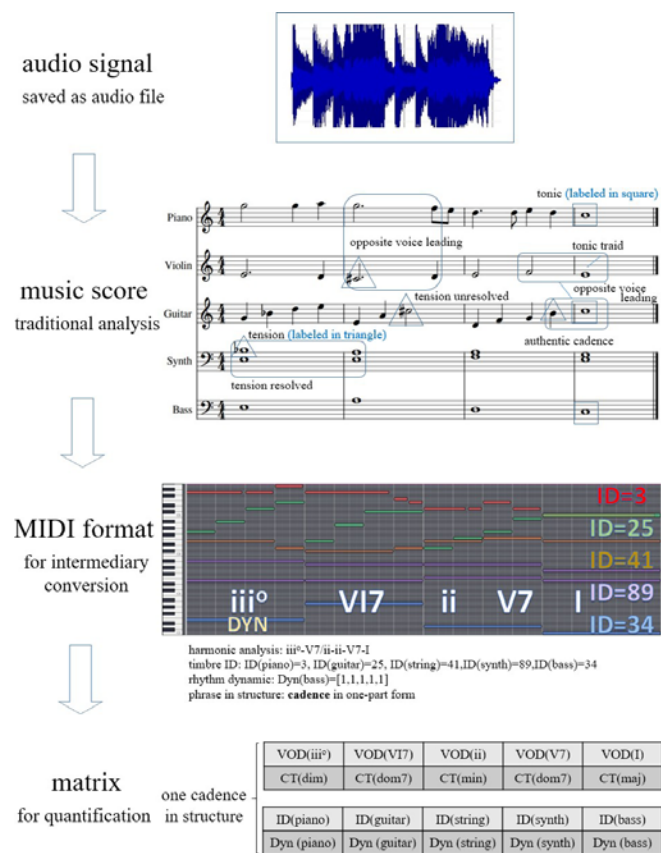 audio signal
saved as audio file
Piano
tonic (labeled in square)
opposite voice leading
Violin
tonic traid
opposite voice
leading
music score
traditional analysis
Guitar
tension unresolved
tension (labeled in triangle)
authentic cadence
Synth
tension resolved
Bass
MIDI format
for intermediary
conversion
ID=3
ID=25
ID=41
ID=89
ID=34
iii° VI7 ii V7 I
DYN
harmonic analysis: iii°-V7/ii-ii-V7-I
timbre ID: ID(piano)=3, ID(guitar)=25, ID(string)=41,ID(synth)=89,ID(bass)=34
rhythm dynamic: Dyn(bass)=[1,1,1,1,1]
phrase in structure: cadence in one-part form
matrix
for quantification
one cadence
in structure
VOD(iii°) VOD(VI7) VOD(ii) VOD(V7) VOD(I)
CT(dim) CT(dom7) CT(min) CT(dom7) CT(maj)
ID(piano) ID(guitar) ID(string) ID(synth) ID(bass)
Dyn (piano) Dyn (guitar) Dyn (string) Dyn (synth) Dyn (bass)